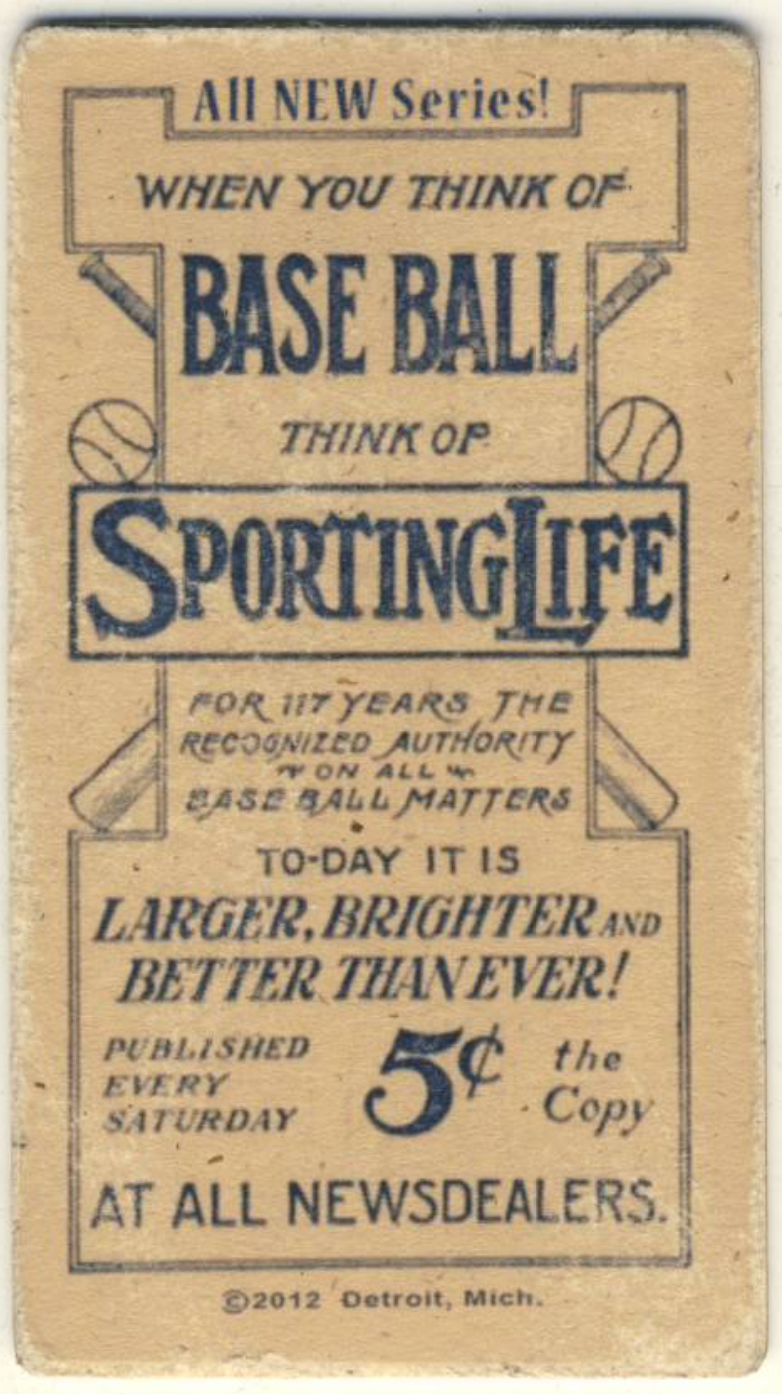 All NEW Series!
WHEN YOU THINK OF
BASE BALL
THINK OF
SPORTINGLIFE
FOR 117 YEARS THE
RECOGNIZED AUTHORITY
ON ALL
BASE BALL MATTERS
TO-DAY IT IS
LARGER, BRIGHTER AND
BETTER THAN EVER!
PUBLISHED
EVERY
SATURDAY
5¢
the
Copy
AT ALL NEWSDEALERS.
©2012 Detroit, Mich.